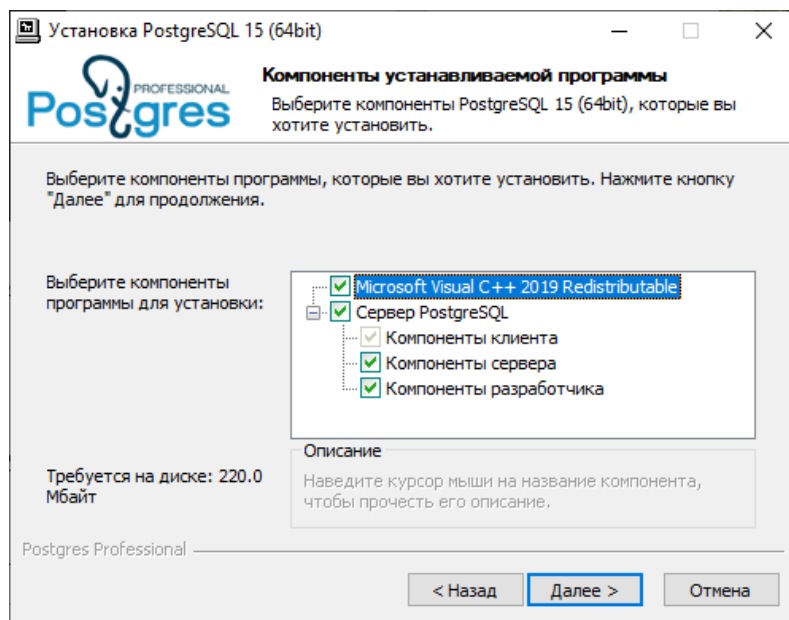 Установка PostgreSQL 15 (64bit)
PROFESSIONAL
Postgres
Компоненты устанавливаемой программы
Выберите компоненты PostgreSQL 15 (64bit), которые вы
хотите установить.
Выберите компоненты программы, которые вы хотите установить. Нажмите кнопку
"Далее" для продолжения.
Выберите компоненты
программы для установки:
Microsoft Visual C++ 2019 Redistributable
Сервер PostgreSQL
Компоненты клиента
Компоненты сервера
Компоненты разработчика
Требуется на диске: 220.0
Мбайт
Описание
Наведите курсор мыши на название компонента,
чтобы прочесть его описание.
Postgres Professional
< Назад
Далее >
Отмена